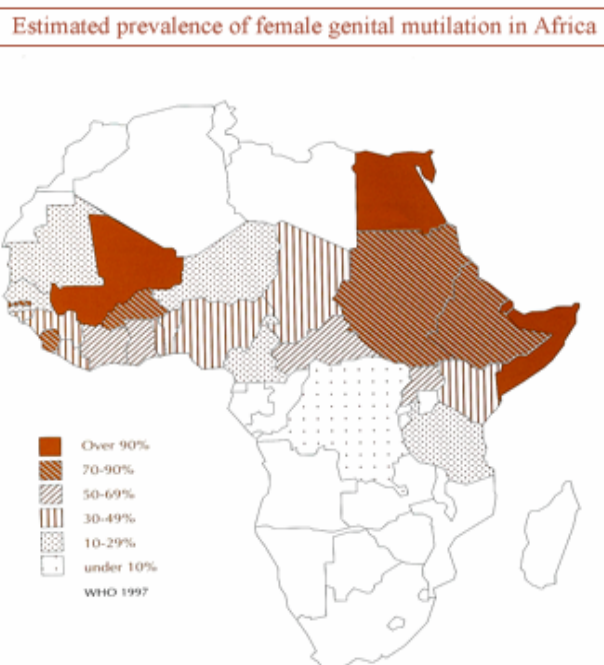 Estimated prevalence of female genital mutilation in Africa
Over 90%
70-90%
50-69%
30-49%
10-29%
under 10%
WHO 1997